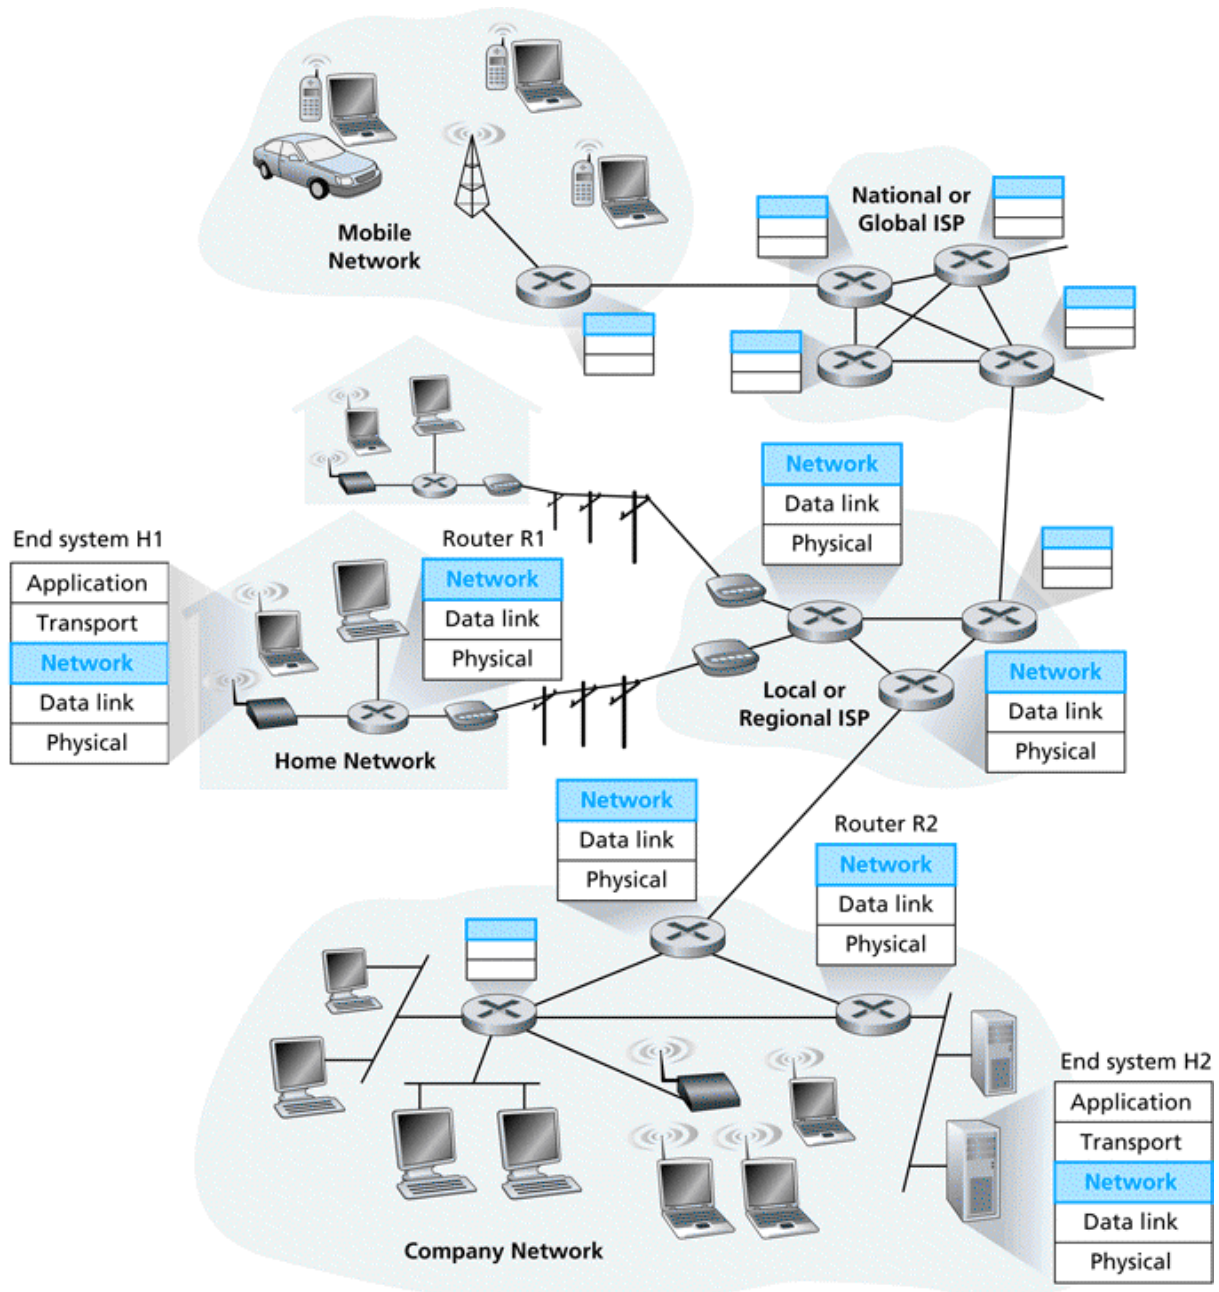 Mobile
Network
National or
Global ISP
Network
Data link
Physical
End system H1
Application
Transport
Network
Data link
Physical
Router R1
Network
Data link
Physical
Home Network
Local or
Regional ISP
Network
Data link
Physical
Network
Data link
Physical
Router R2
Network
Data link
Physical
End system H2
Application
Transport
Network
Data link
Physical
Company Network